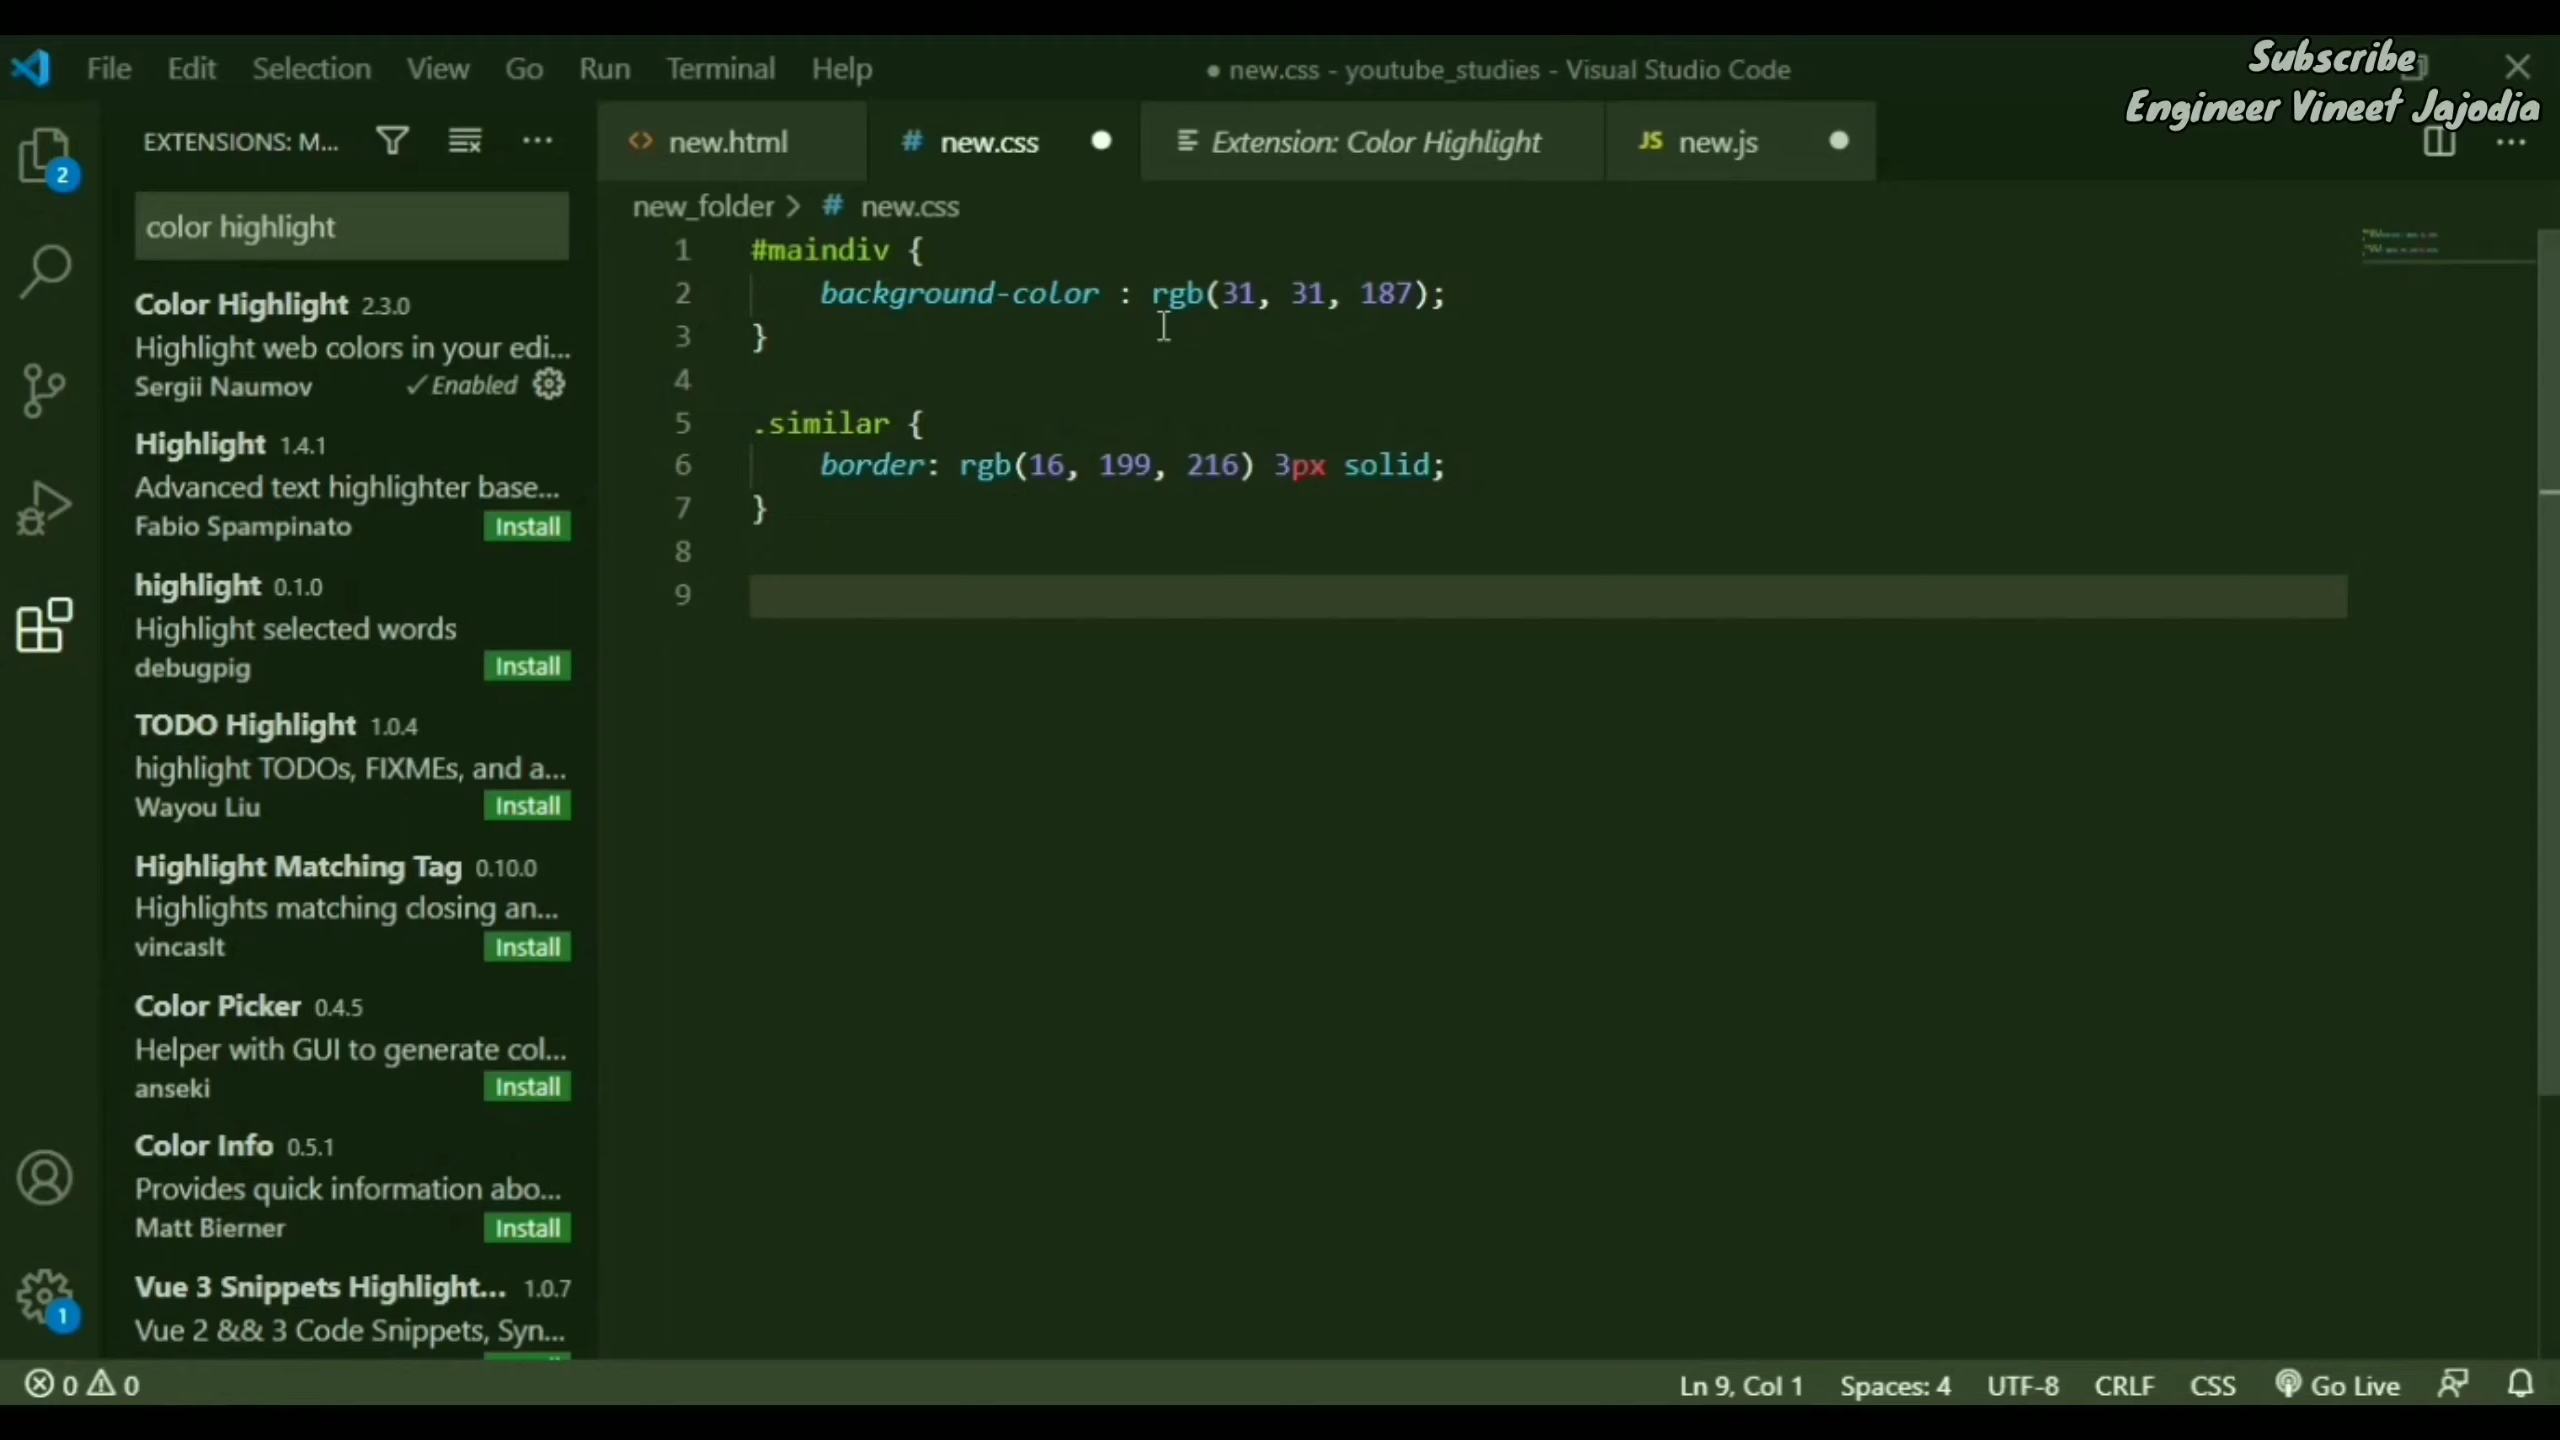 File Edit Selection View Go Run Terminal Help
● new.css - youtube_studies - Visual Studio Code
Subscribe
Engineer Vineet Jajodia
EXTENSIONS: M...
new.html
# new.css
Extension: Color Highlight
JS new.js
2
color highlight
new_folder > # new.css
1 #maindiv {
2 background-color : rgb(31, 31, 187);
3 }
4
5 .similar {
6 border: rgb(16, 199, 216) 3px solid;
7 }
8
9
Color Highlight 2.3.0
Highlight web colors in your edi...
Sergii Naumov ✓Enabled
Highlight 1.4.1
Advanced text highlighter base...
Fabio Spampinato Install
highlight 0.1.0
Highlight selected words
debugpig Install
TODO Highlight 1.0.4
highlight TODOs, FIXMEs, and a...
Wayou Liu Install
Highlight Matching Tag 0.10.0
Highlights matching closing an...
vincaslt Install
Color Picker 0.4.5
Helper with GUI to generate col...
anseki Install
Color Info 0.5.1
Provides quick information abo...
Matt Bierner Install
Vue 3 Snippets Highlight... 1.0.7
Vue 2 && 3 Code Snippets, Syn...
1
0 0
Ln 9, Col 1 Spaces: 4 UTF-8 CRLF CSS Go Live